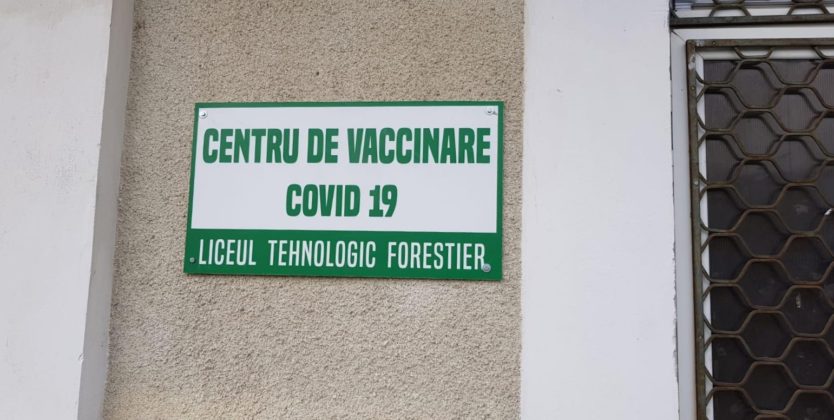 CENTRU DE VACCINARE
COVID 19
LICEUL TEHNOLOGIC FORESTIER